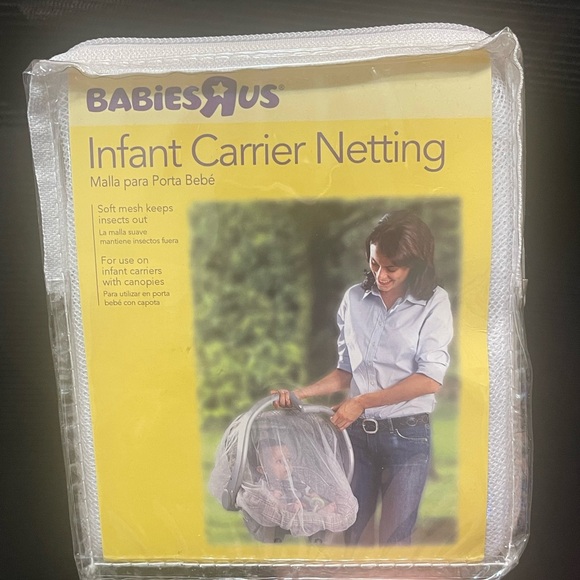 BABIESRUS
Infant Carrier Netting
Malla para Porta Bebé
Soft mesh keeps
insects out
La malla suave
mantiene insectos fuera
For use on
infant carriers
with canopies
Para utilizar en porta
bebé con capota